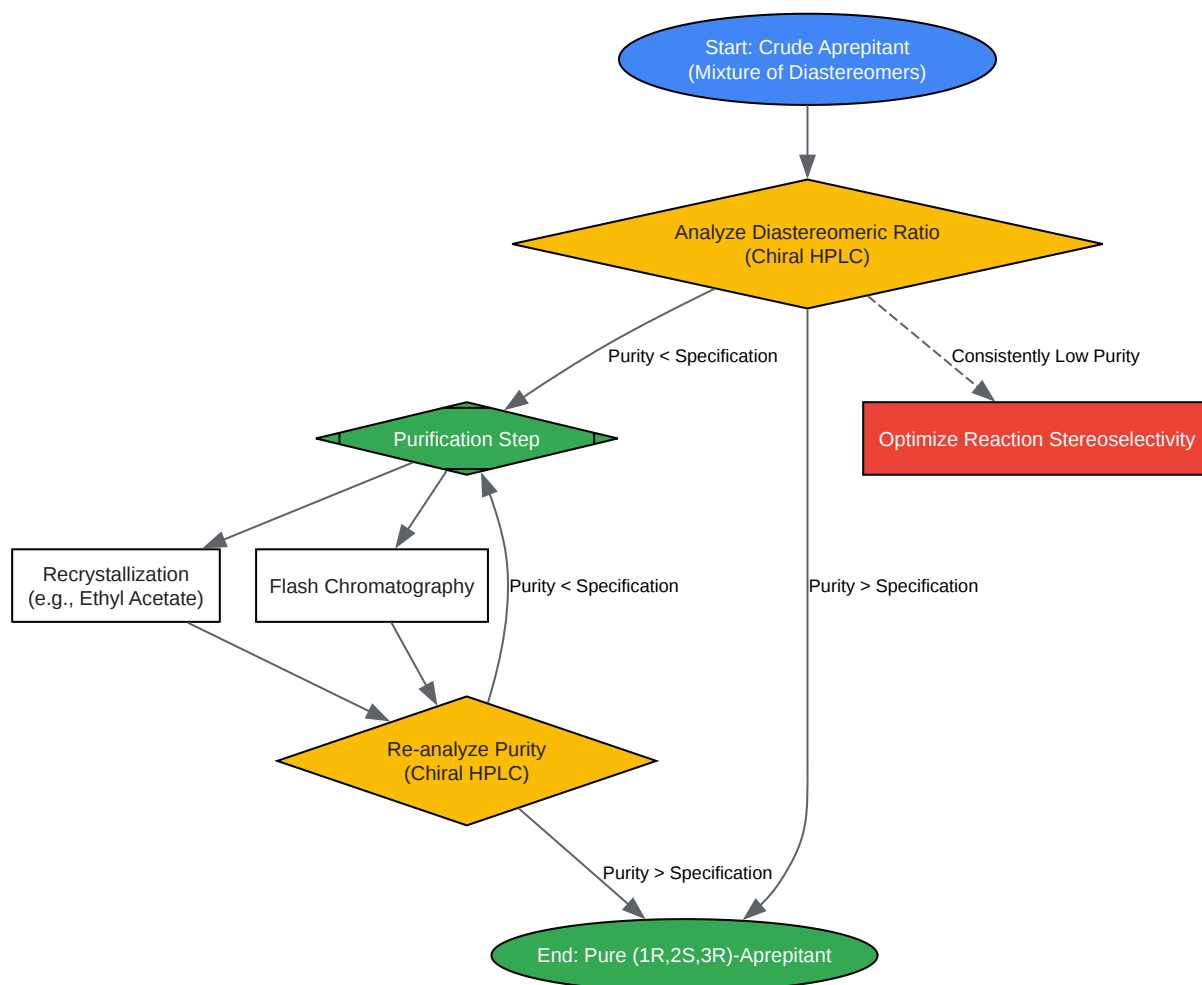 Start: Crude Aprepitant
(Mixture of Diastereomers)
Analyze Diastereomeric Ratio
(Chiral HPLC)
Purity < Specification
Consistently Low Purity
Purification Step
Optimize Reaction Stereoselectivity
Recrystallization
(e.g., Ethyl Acetate)
Flash Chromatography
Purity < Specification
Purity > Specification
Re-analyze Purity
(Chiral HPLC)
Purity > Specification
End: Pure (1R,2S,3R)-Aprepitant